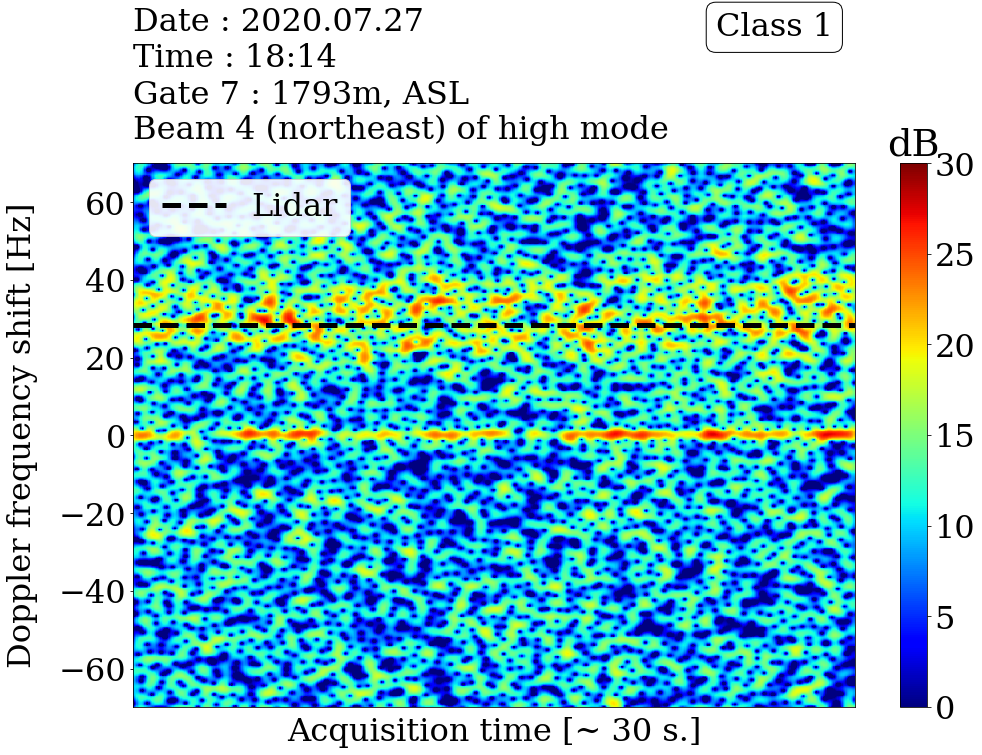 Date : 2020.07.27
Time : 18:14
Gate 7 : 1793m, ASL
Beam 4 (northeast) of high mode
Class 1
dB
Lidar
Doppler frequency shift [Hz]
60
40
20
0
−20
−40
−60
30
25
20
15
10
5
0
Acquisition time [~ 30 s.]